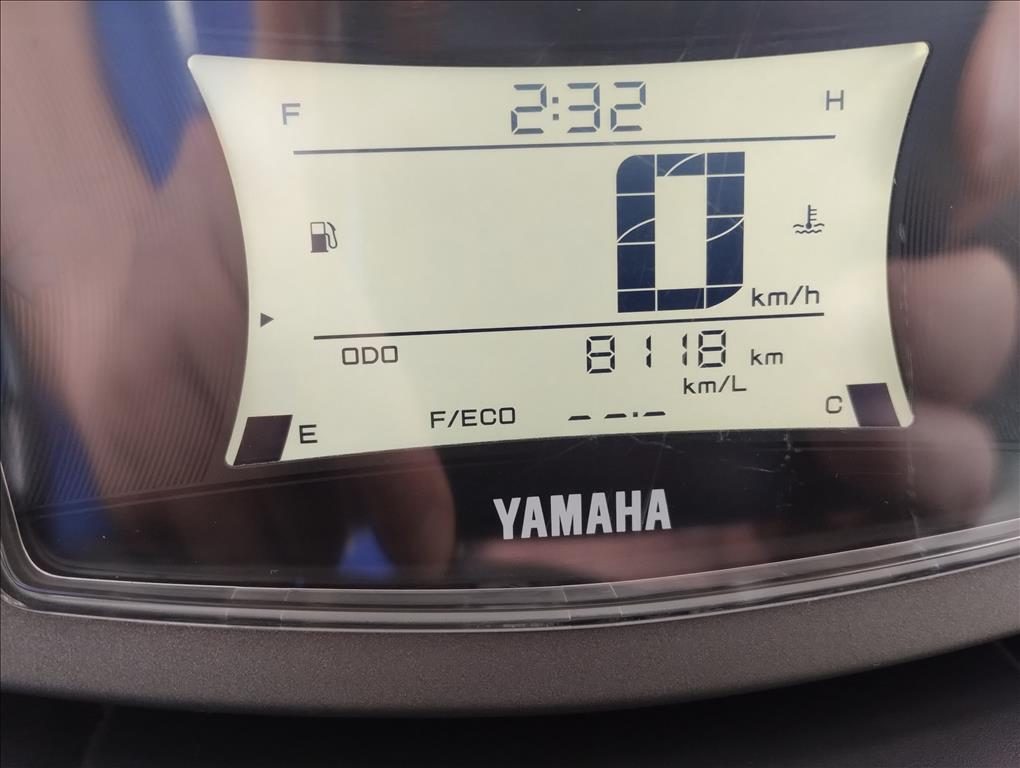 F 2:32 H
0 km/h
ODO 8118 km
km/L
E F/ECO --.- C
YAMAHA